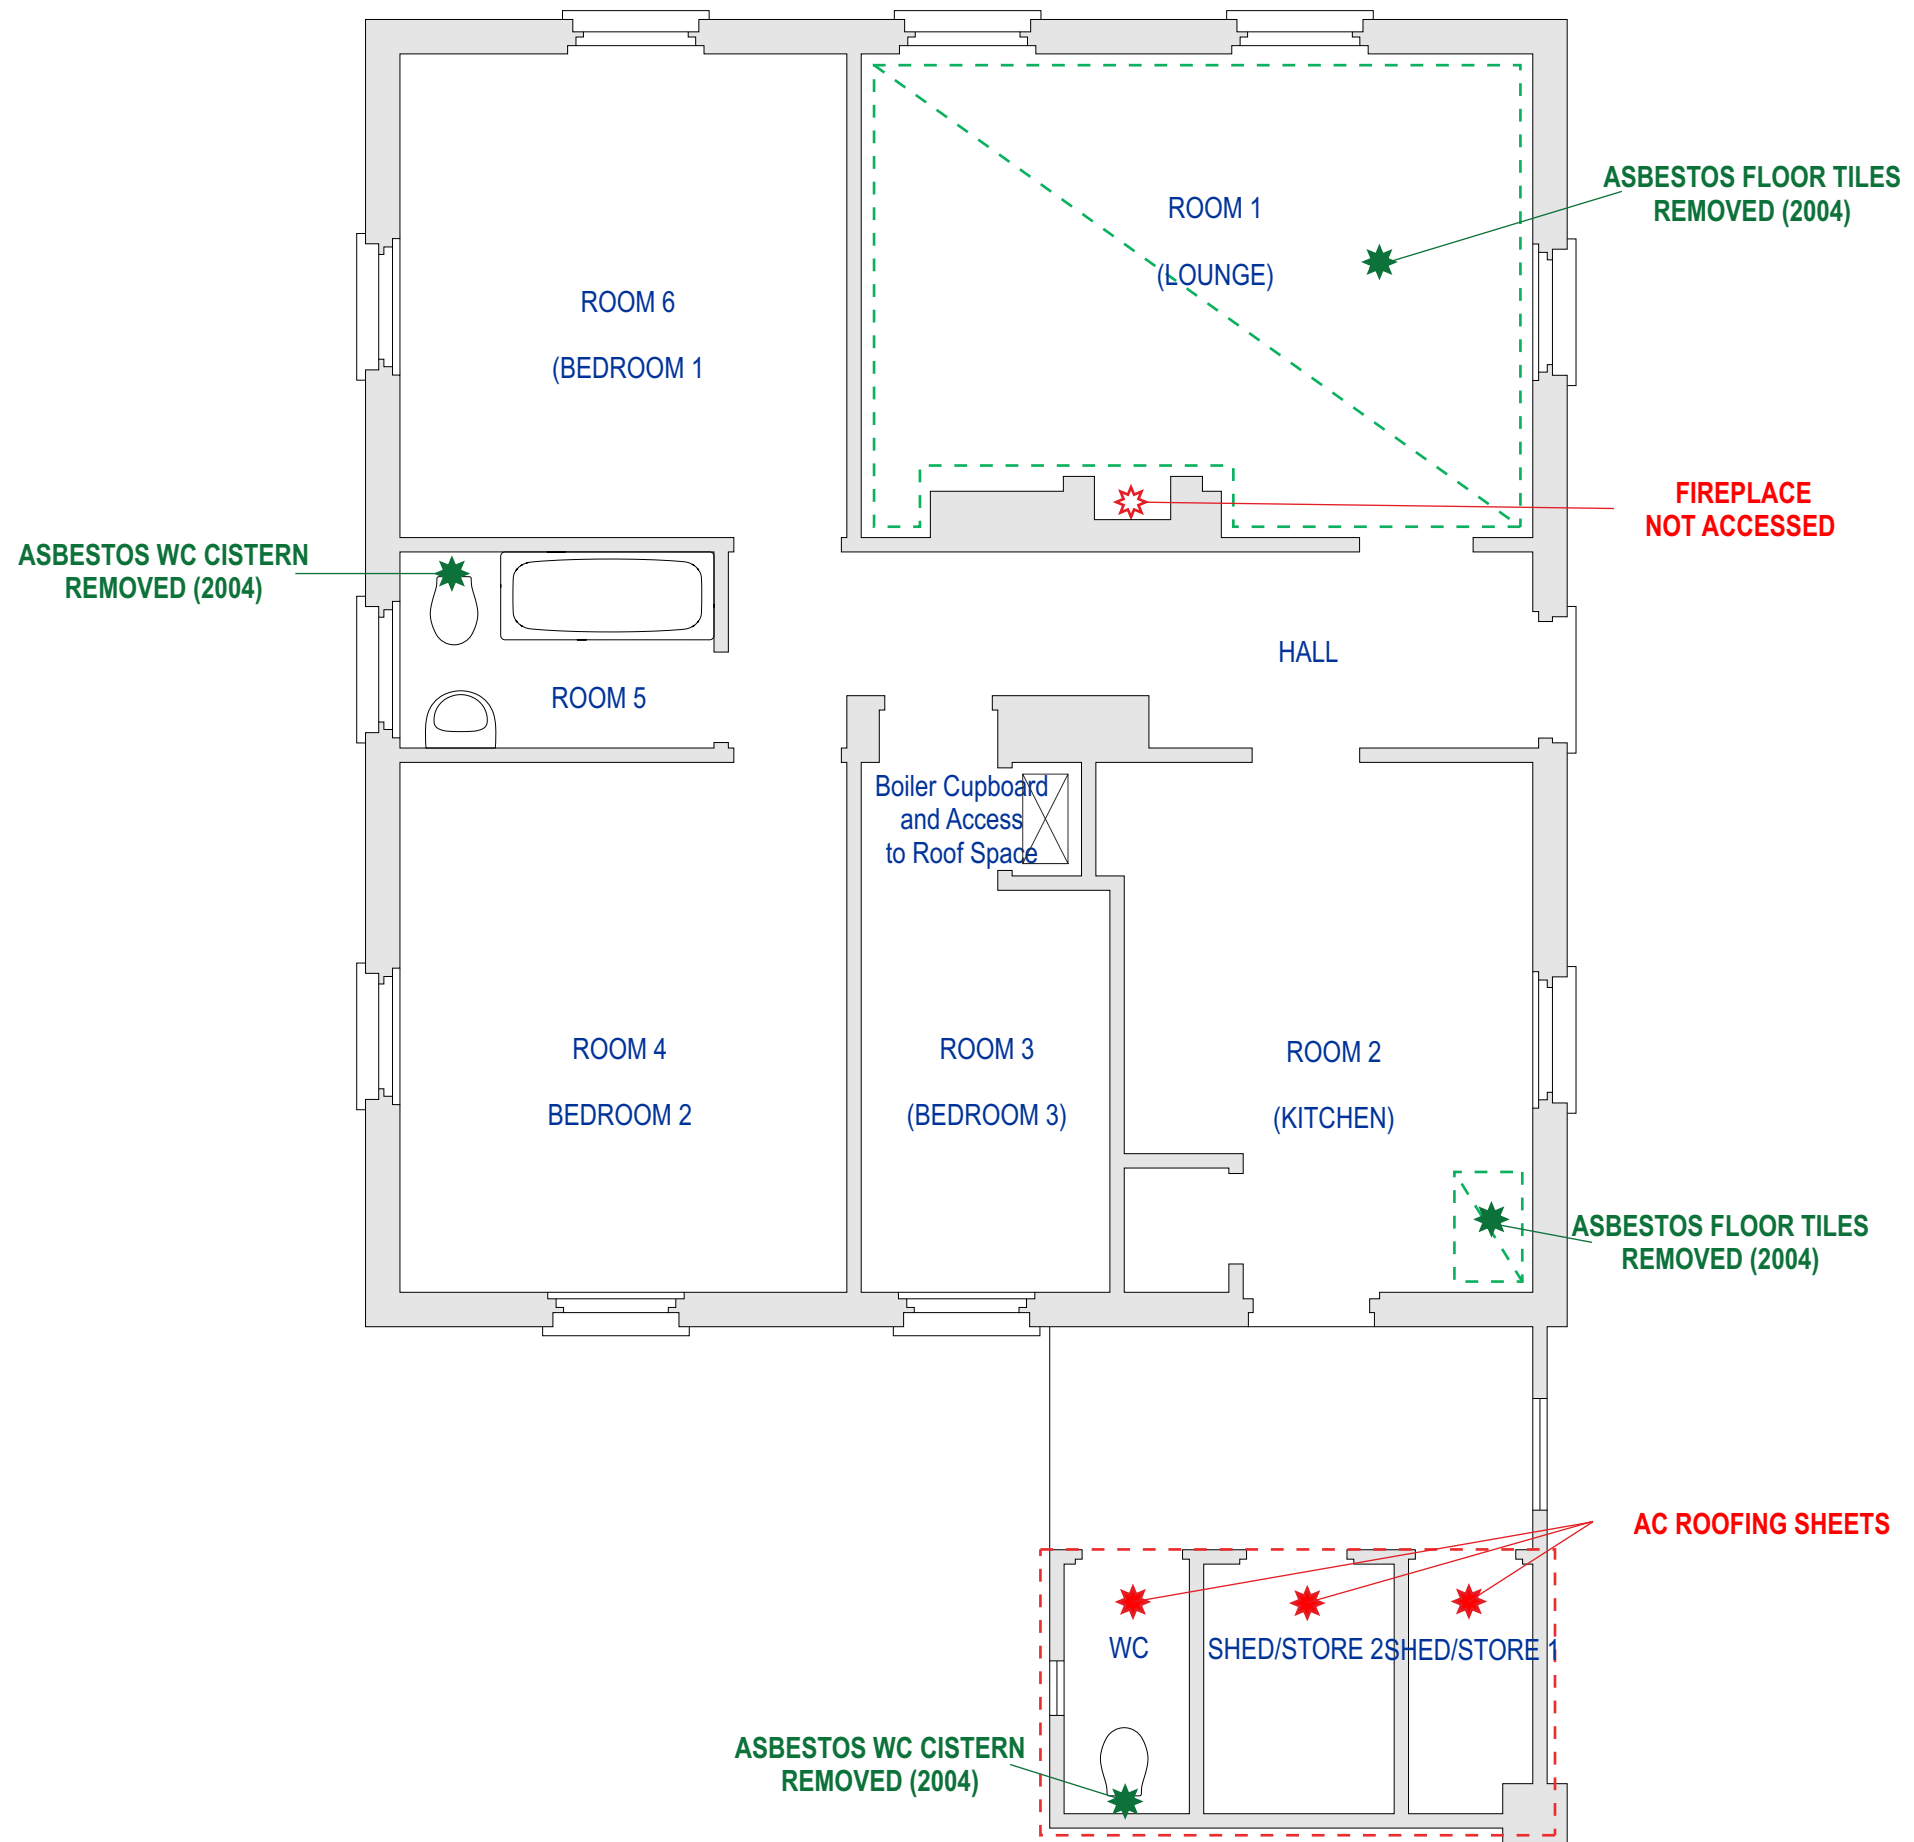 ASBESTOS FLOOR TILES
REMOVED (2004)
ROOM 1
(LOUNGE)
ROOM 6
(BEDROOM 1
FIREPLACE
NOT ACCESSED
ASBESTOS WC CISTERN
REMOVED (2004)
HALL
ROOM 5
Boiler Cupboard
and Access
to Roof Space
ROOM 4
BEDROOM 2
ROOM 3
(BEDROOM 3)
ROOM 2
(KITCHEN)
ASBESTOS FLOOR TILES
REMOVED (2004)
AC ROOFING SHEETS
WC
SHED/STORE 2
SHED/STORE 1
ASBESTOS WC CISTERN
REMOVED (2004)